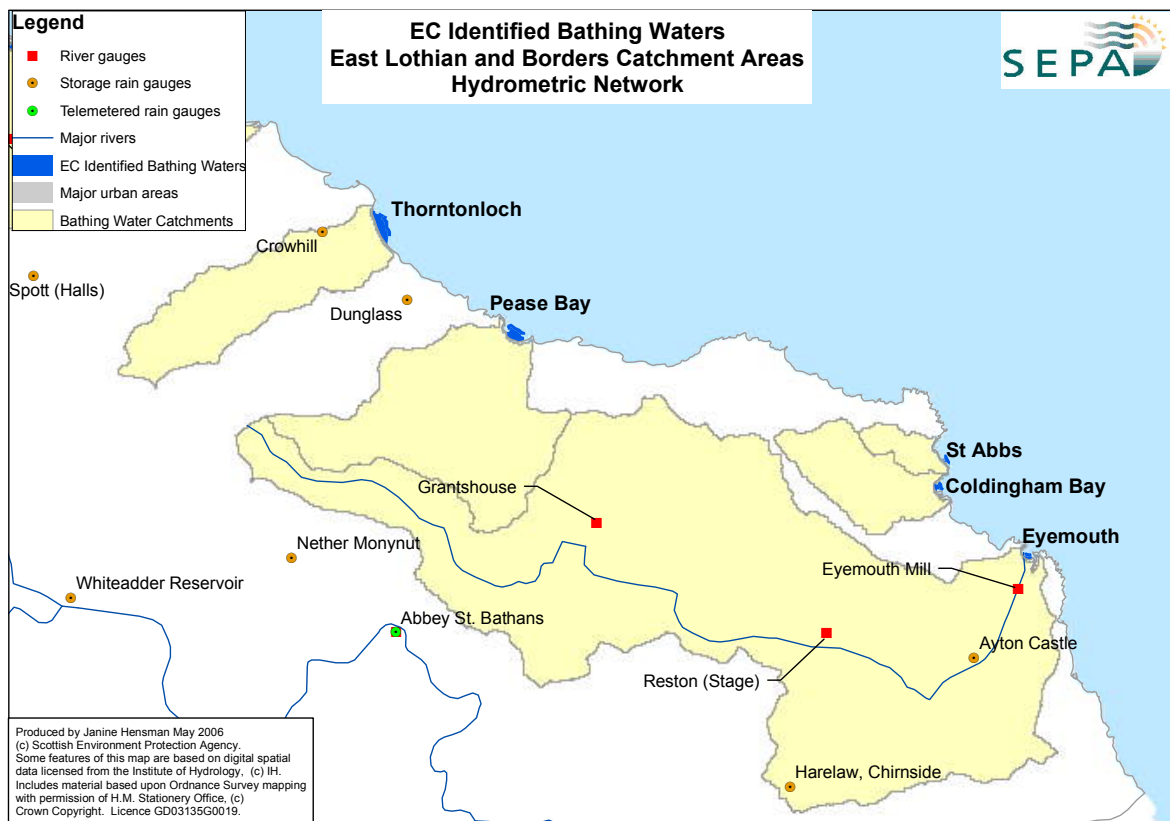 Legend
River gauges
Storage rain gauges
Telemetered rain gauges
Major rivers
EC Identified Bathing Waters
Major urban areas
Bathing Water Catchments
EC Identified Bathing Waters
East Lothian and Borders Catchment Areas
Hydrometric Network
SEPA
Thorntonloch
Crowhill
Spott (Halls)
Dunglass
Pease Bay
St Abbs
Coldingham Bay
Grantshouse
Eyemouth
Nether Monynut
Eyemouth Mill
Whiteadder Reservoir
Abbey St. Bathans
Ayton Castle
Reston (Stage)
Harelaw, Chirnside
Produced by Janine Hensman May 2006
(c) Scottish Environment Protection Agency.
Some features of this map are based on digital spatial
data licensed from the Institute of Hydrology, (c) IH.
Includes material based upon Ordnance Survey mapping
with permission of H.M. Stationery Office, (c)
Crown Copyright. Licence GD03135G0019.